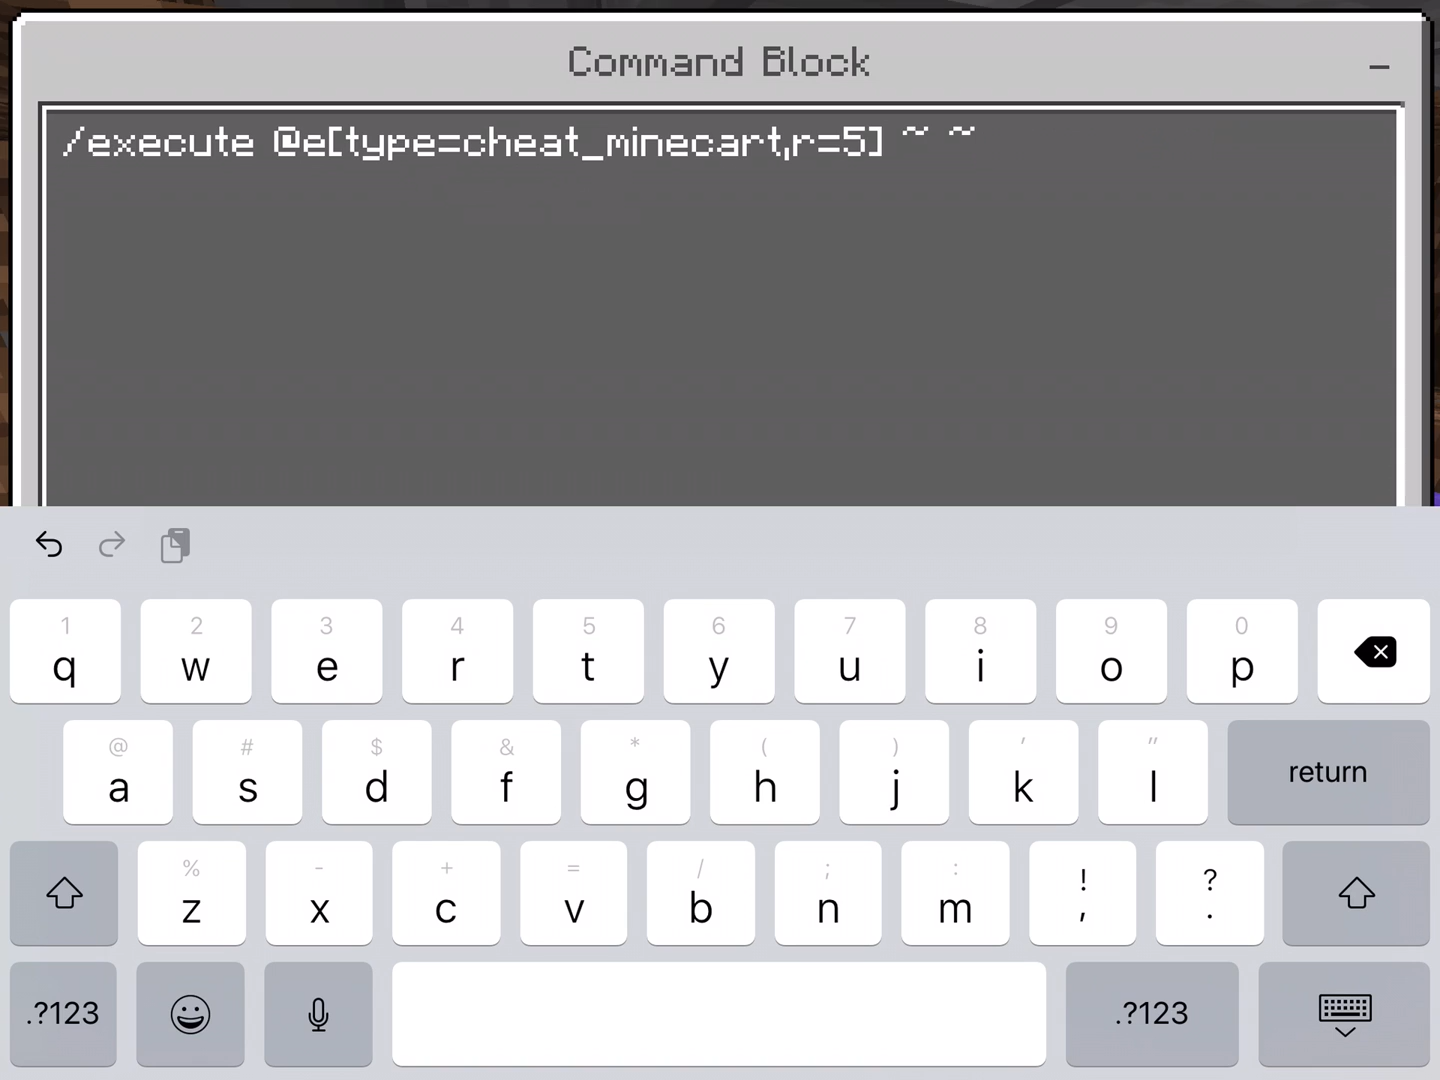 Command Block
/execute @e[type=cheat_minecart,r=5] ~ ~
1 2 3 4 5 6 7 8 9 0
q w e r t y u i o p
@ # $ & * ( ) ' "
a s d f g h j k l return
% - + = / ; : ! ?
z x c v b n m , .
.?123 .?123